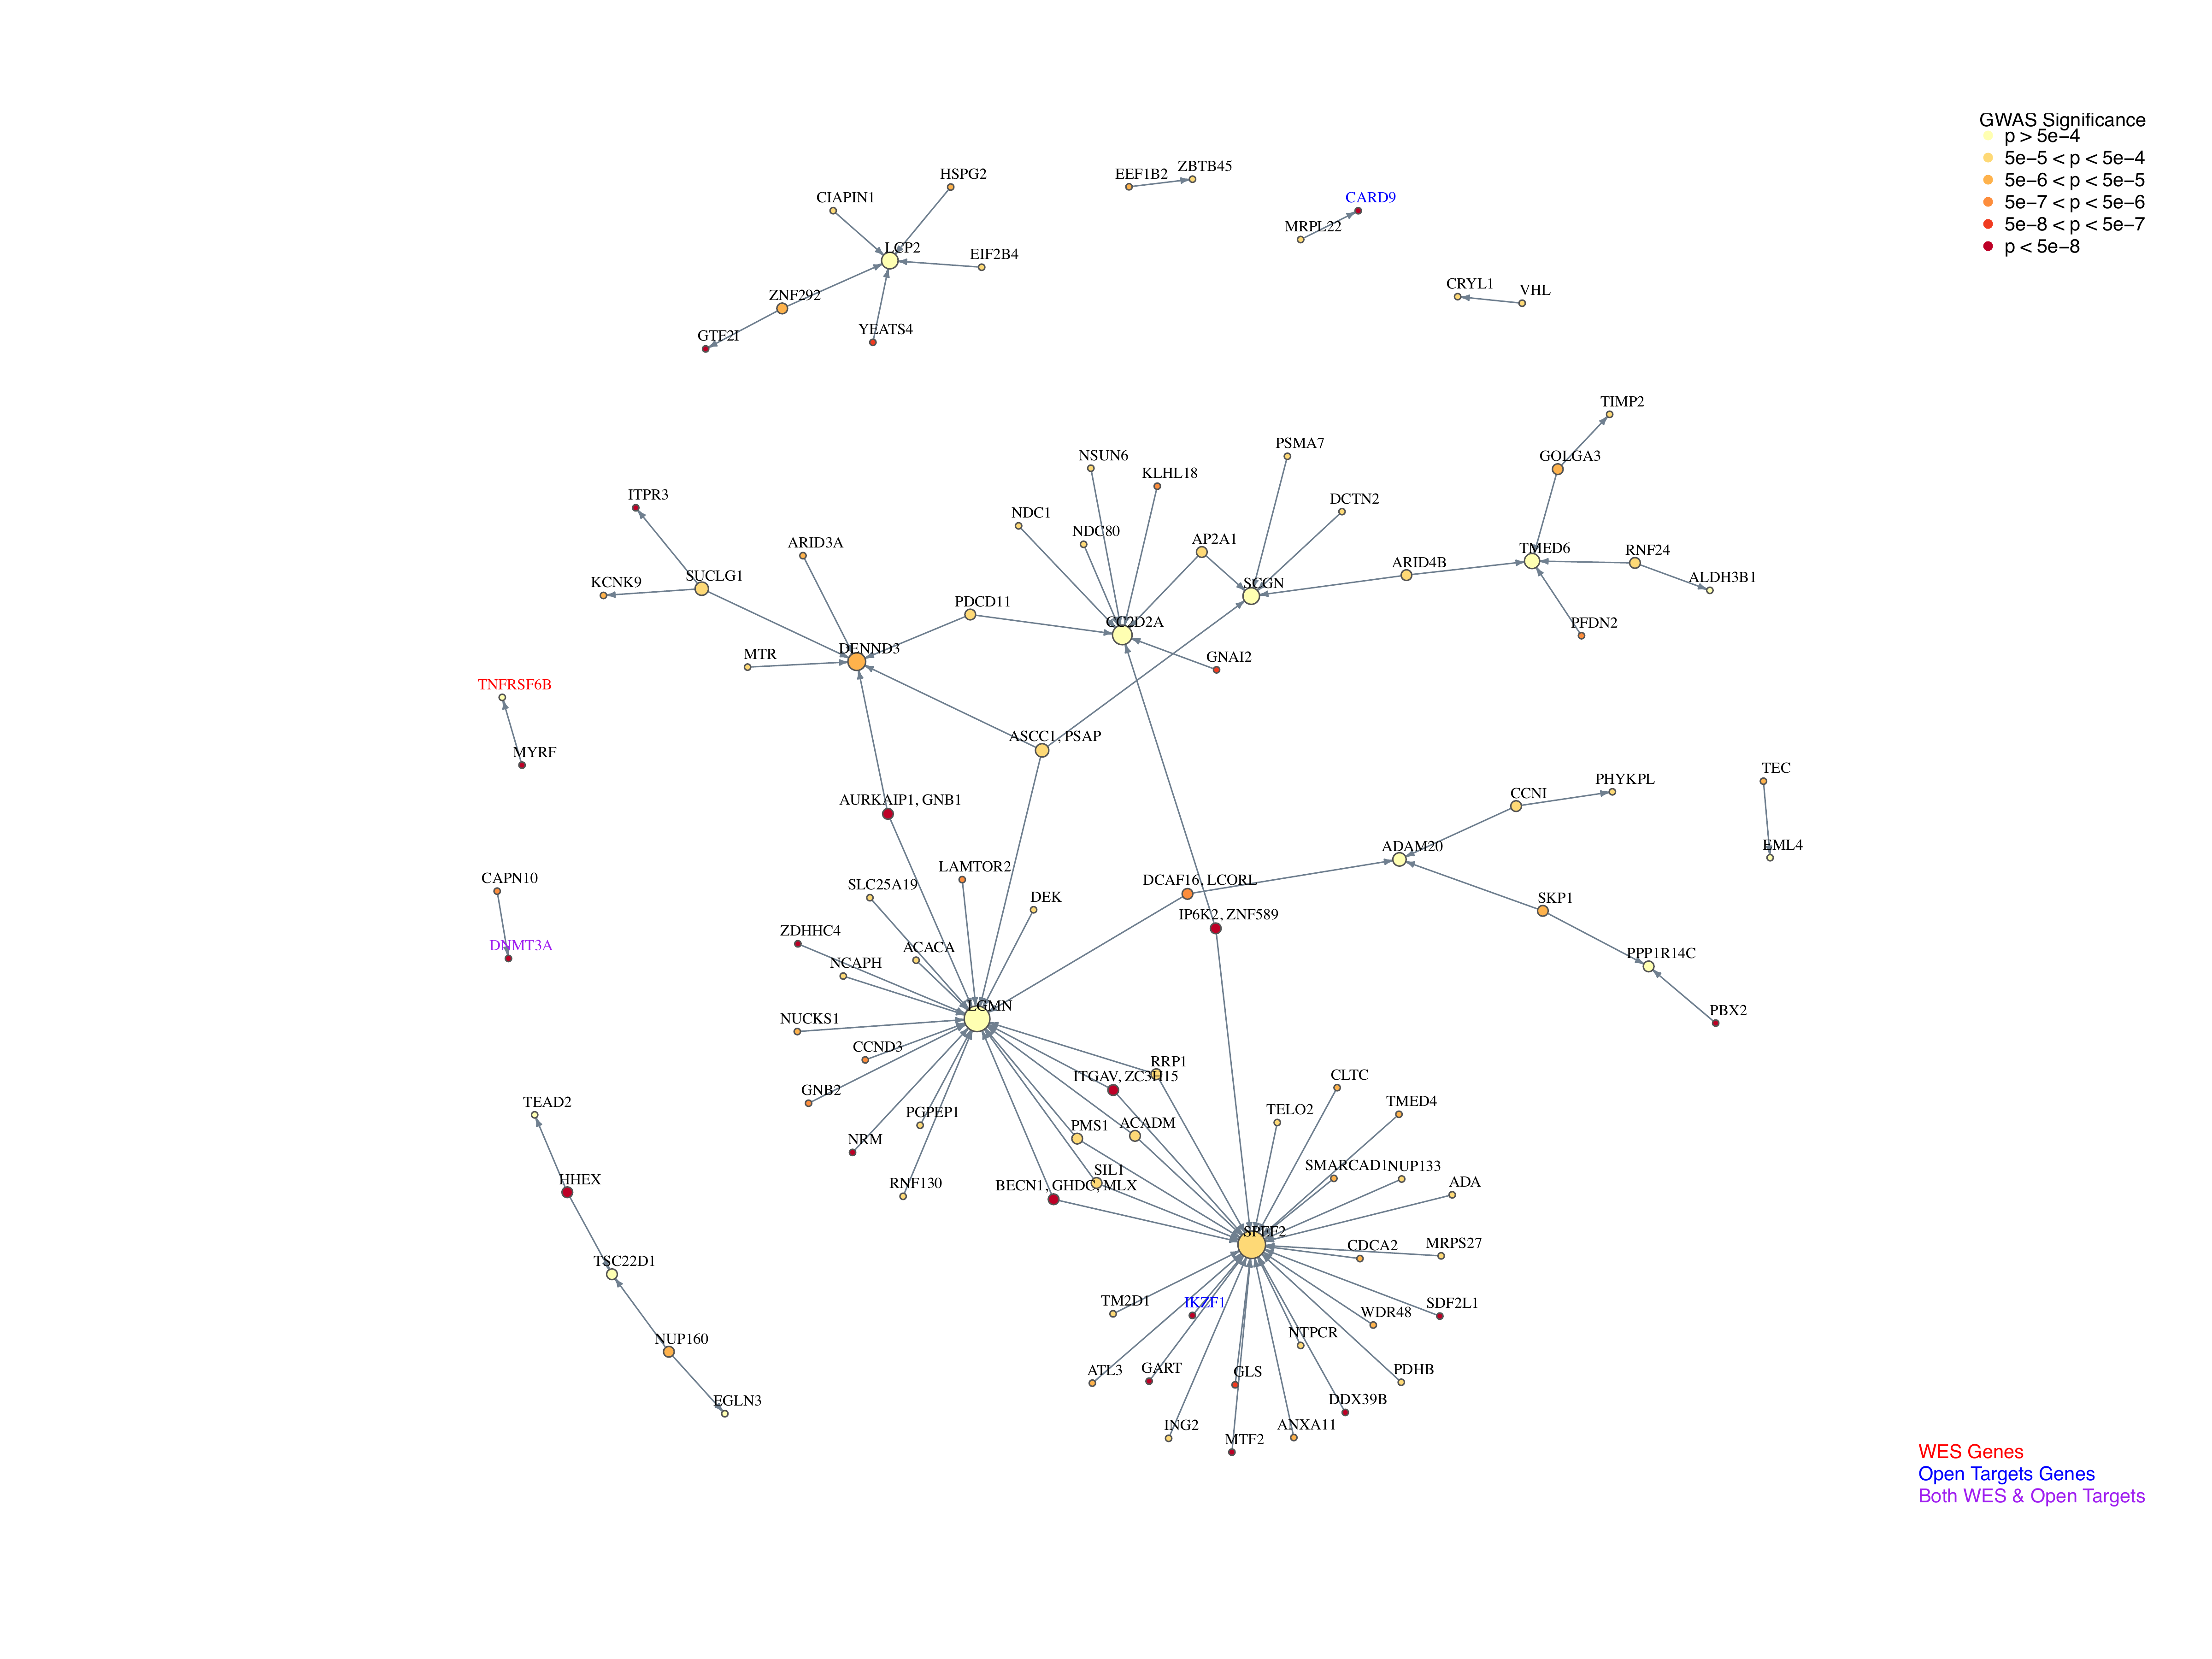 GWAS Significance
p > 5e−4
5e−5 < p < 5e−4
5e−6 < p < 5e−5
5e−7 < p < 5e−6
5e−8 < p < 5e−7
p < 5e−8
HSPG2
CIAPIN1
LCP2
EIF2B4
ZNF292
GTF2I
YEATS4
EEF1B2
ZBTB45
CARD9
MRPL22
CRYL1
VHL
TIMP2
GOLGA3
TMED6
RNF24
ALDH3B1
PFDN2
ARID4B
PSMA7
DCTN2
AP2A1
SCGN
NSUN6
KLHL18
NDC1
NDC80
CC2D2A
GNAI2
PDCD11
ITPR3
KCNK9
SUCLG1
ARID3A
MTR
DENND3
ASCC1, PSAP
AURKAIP1, GNB1
TNFRSF6B
MYRF
CAPN10
DNMT3A
TEC
EML4
PHYKPL
CCNI
ADAM20
SKP1
PPP1R14C
PBX2
DCAF16, LCORL
IP6K2, ZNF589
LAMTOR2
SLC25A19
DEK
ZDHHC4
ACACA
NCAPH
LGMN
NUCKS1
CCND3
GNB2
PGPEP1
NRM
RNF130
RRP1
ITGAV, ZC3H15
PMS1
ACADM
SIL1
BECN1, GHDC, MLX
CLTC
TELO2
TMED4
SMARCAD1
NUP133
ADA
SPEF2
CDCA2
MRPS27
TM2D1
IKZF1
SDF2L1
WDR48
NTPCR
ATL3
GART
GLS
PDHB
DDX39B
ING2
MTF2
ANXA11
TEAD2
HHEX
TSC22D1
NUP160
EGLN3
WES Genes
Open Targets Genes
Both WES & Open Targets